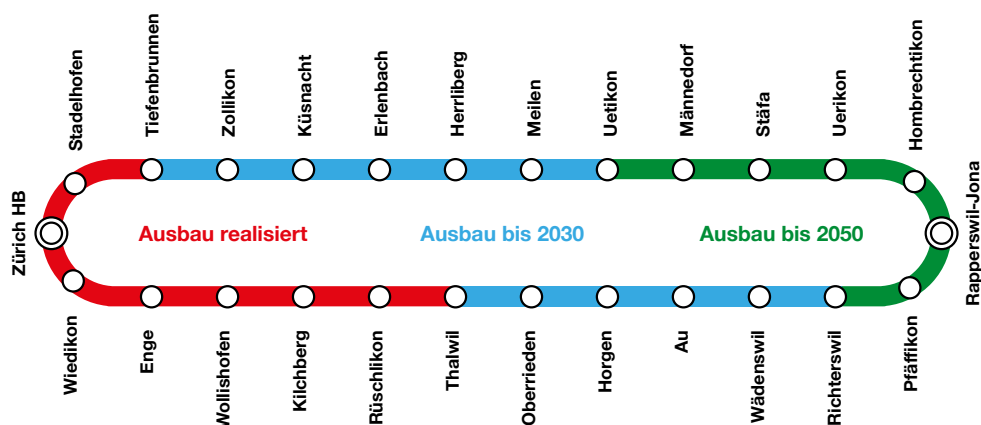 Stadelhofen
Tiefenbrunnen
Zollikon
Küsnacht
Erlenbach
Herrliberg
Meilen
Uetikon
Männedorf
Stäfa
Uerikon
Hombrechtikon
Zürich HB
Ausbau realisiert
Ausbau bis 2030
Ausbau bis 2050
Rapperswil-Jona
Wiedikon
Enge
Wollishofen
Kilchberg
Rüschlikon
Thalwil
Oberrieden
Horgen
Au
Wädenswil
Richterswil
Pfäffikon